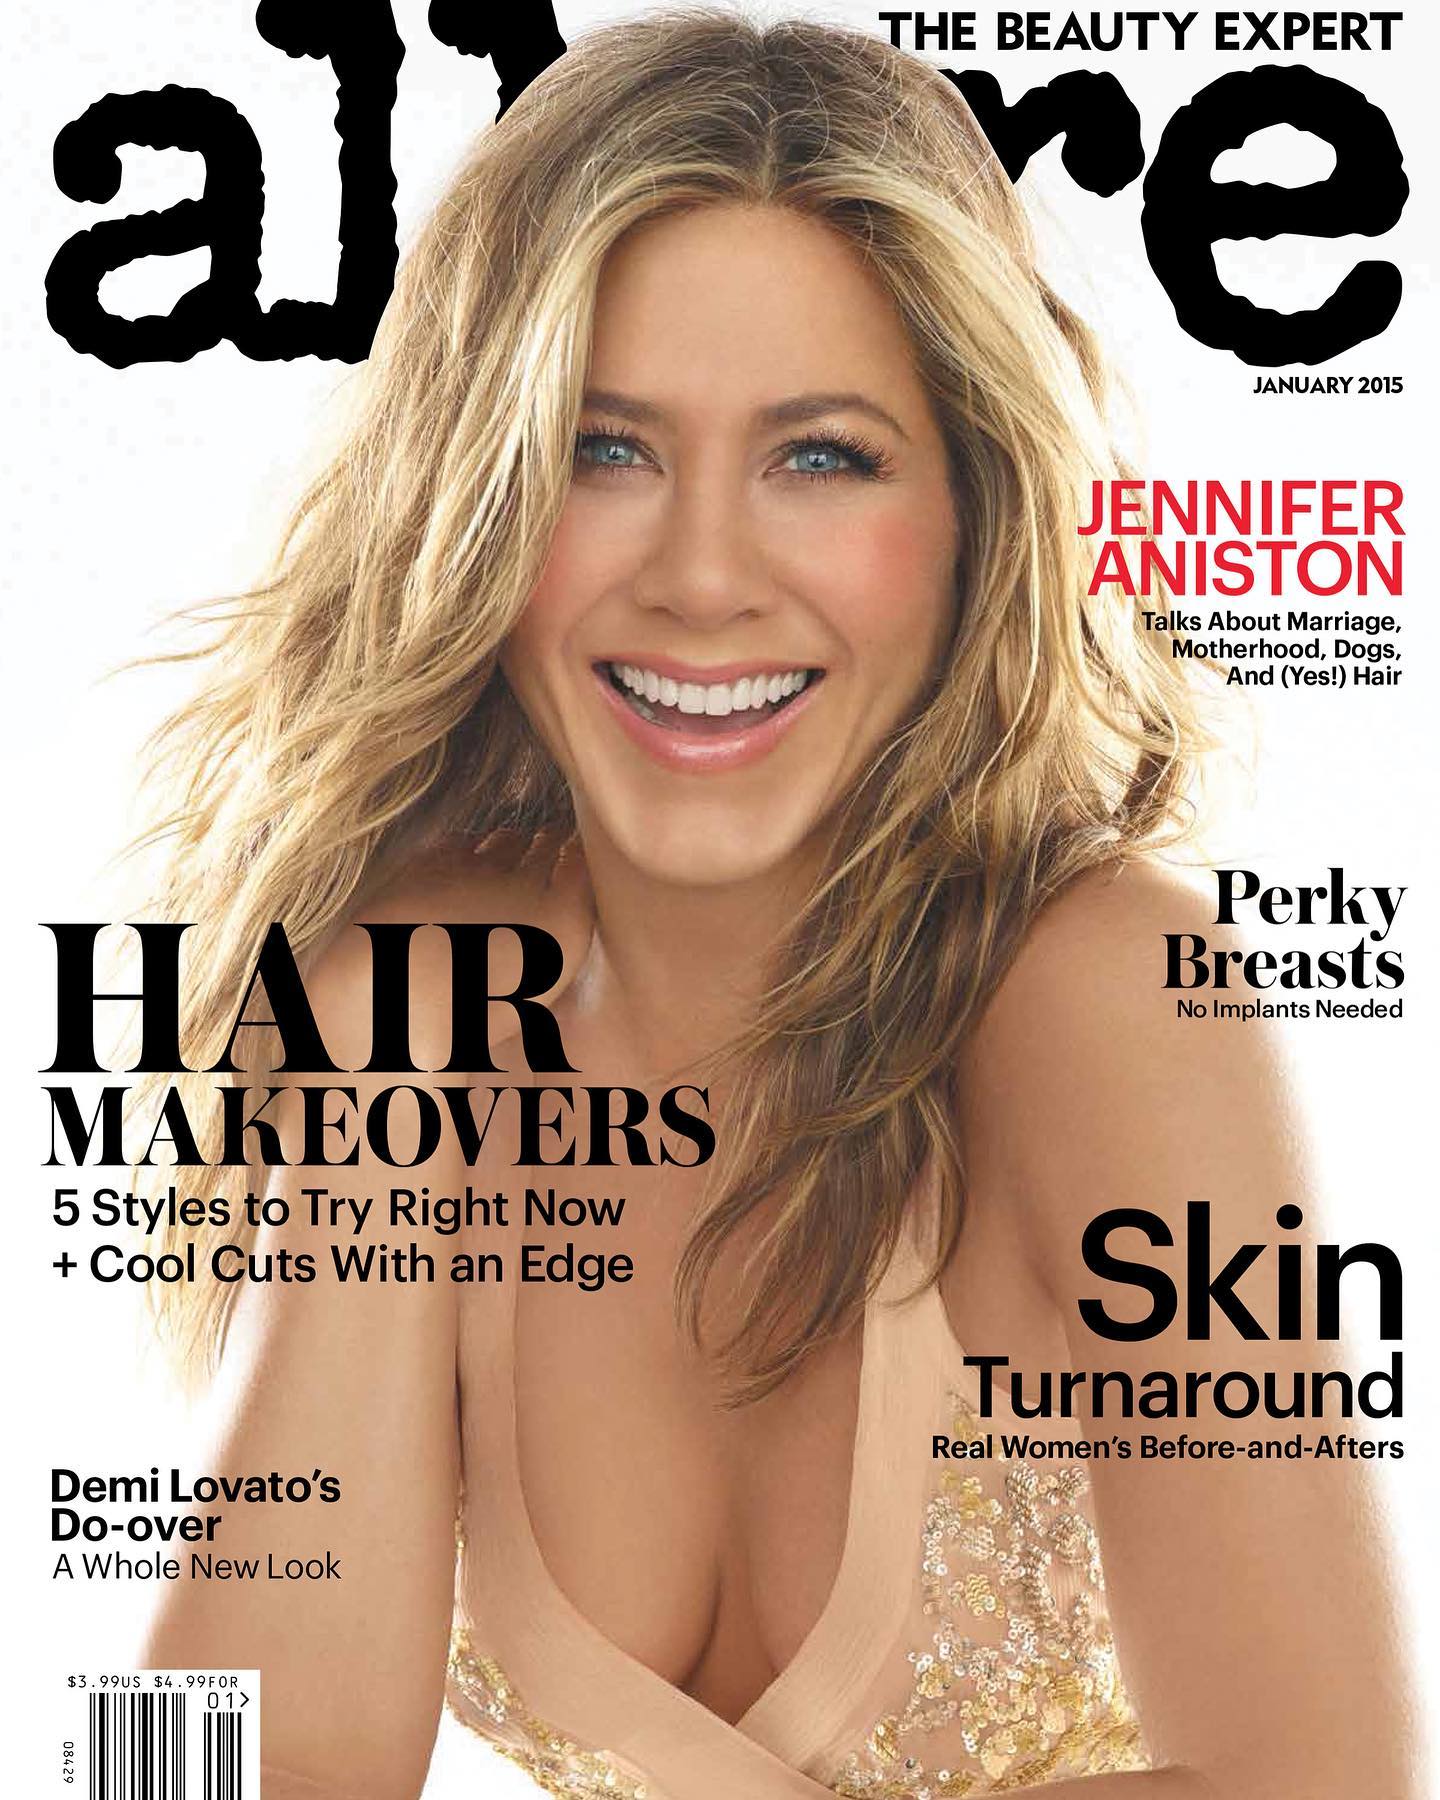 allure
THE BEAUTY EXPERT
JANUARY 2015
JENNIFER
ANISTON
Talks About Marriage,
Motherhood, Dogs,
And (Yes!) Hair
Perky
Breasts
No Implants Needed
HAIR
MAKEOVERS
5 Styles to Try Right Now
+ Cool Cuts With an Edge
Skin
Turnaround
Real Women's Before-and-Afters
Demi Lovato's
Do-over
A Whole New Look
$3.99US $4.99FOR
01>
08429